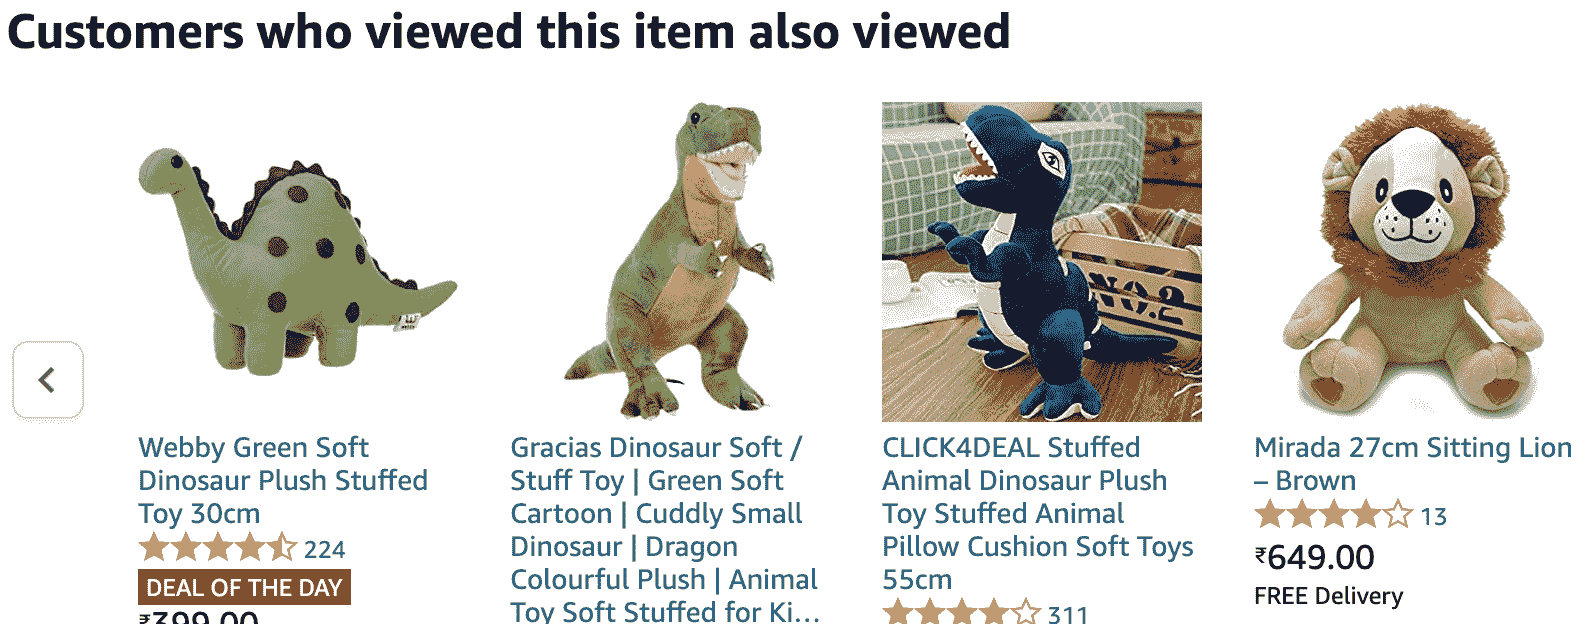 Customers who viewed this item also viewed
NO.2
Webby Green Soft
Dinosaur Plush Stuffed
Toy 30cm
224
DEAL OF THE DAY
₹399.00
Gracias Dinosaur Soft /
Stuff Toy | Green Soft
Cartoon | Cuddly Small
Dinosaur | Dragon
Colourful Plush | Animal
Toy Soft Stuffed for Ki...
CLICK4DEAL Stuffed
Animal Dinosaur Plush
Toy Stuffed Animal
Pillow Cushion Soft Toys
55cm
311
Mirada 27cm Sitting Lion
– Brown
13
₹649.00
FREE Delivery